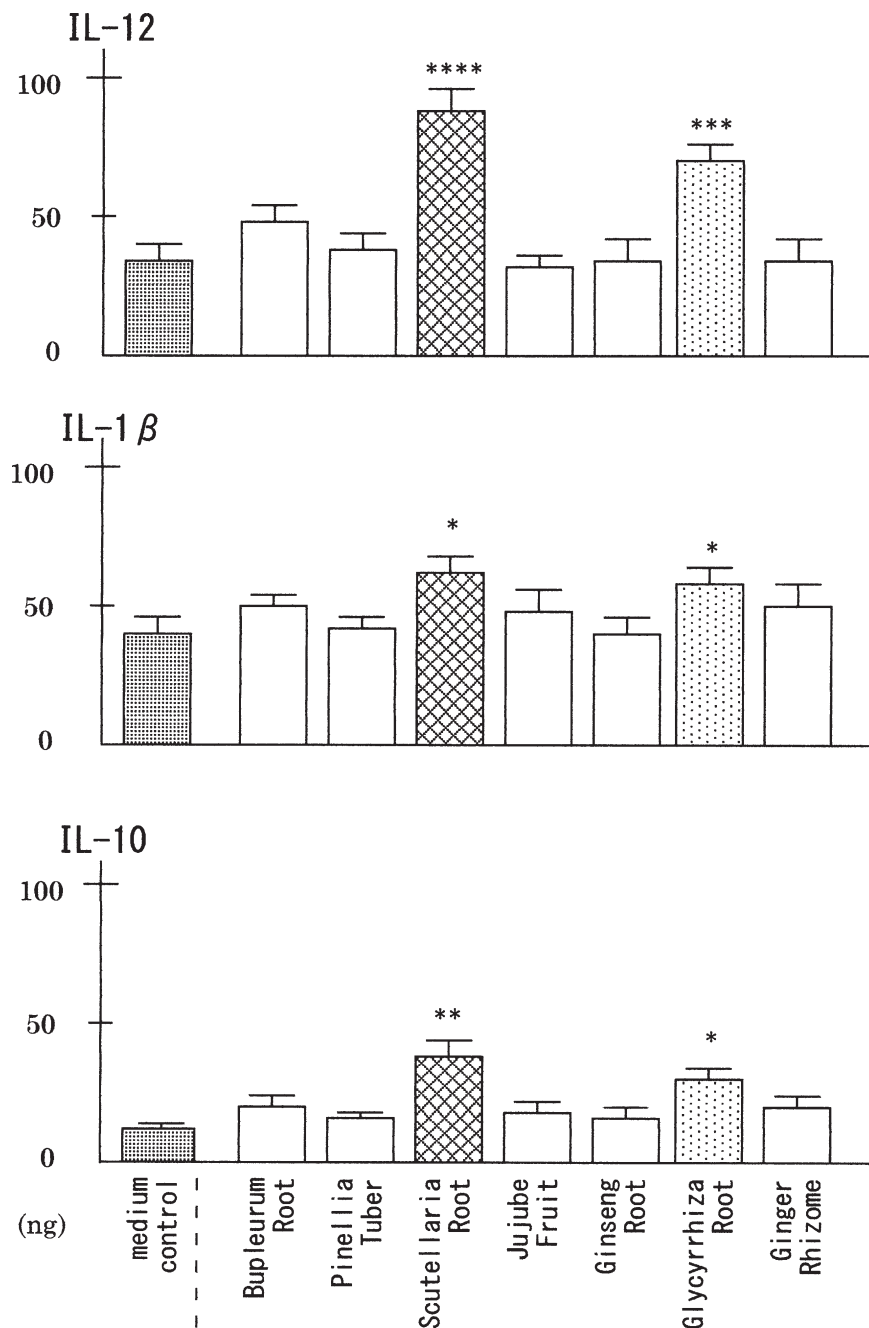 IL-12
100
****
***
50
0
IL-1β
100
*
*
50
0
IL-10
100
**
*
50
0
(ng)
medium
control
Bupleurum
Root
Pinellia
Tuber
Scutellaria
Root
Jujube
Fruit
Ginseng
Root
Glycyrrhiza
Root
Ginger
Rhizome